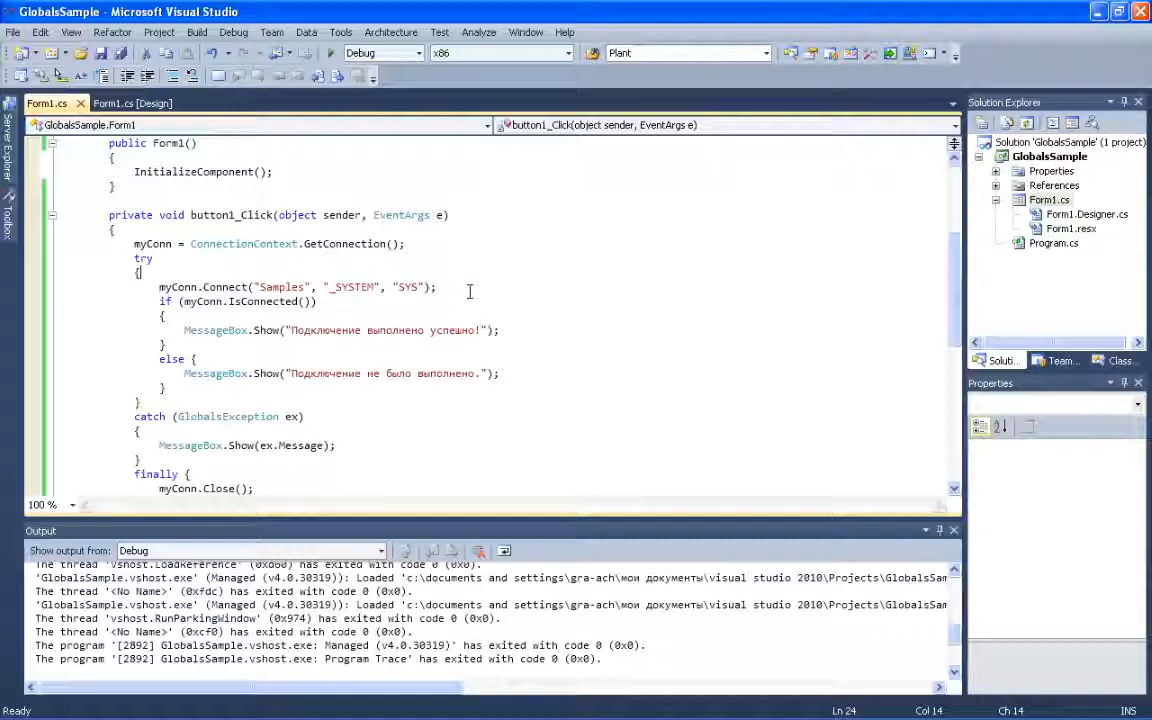 GlobalsSample - Microsoft Visual Studio
File Edit View Refactor Project Build Debug Team Data Tools Architecture Test Analyze Window Help
Debug x86 Plant
Form1.cs Form1.cs [Design]
GlobalsSample.Form1 button1_Click(object sender, EventArgs e)
Server Explorer
Toolbox
public Form1()
{
InitializeComponent();
}
private void button1_Click(object sender, EventArgs e)
{
myConn = ConnectionContext.GetConnection();
try
{
myConn.Connect("Samples", "_SYSTEM", "SYS");
if (myConn.IsConnected())
{
MessageBox.Show("Подключение выполнено успешно!");
}
else {
MessageBox.Show("Подключение не было выполнено.");
}
}
catch (GlobalsException ex)
{
MessageBox.Show(ex.Message);
}
finally {
myConn.Close();
100 %
Solution Explorer
Solution 'GlobalsSample' (1 project)
GlobalsSample
Properties
References
Form1.cs
Form1.Designer.cs
Form1.resx
Program.cs
Soluti... Team... Class...
Properties
Output
Show output from: Debug
The thread 'vshost.LoadReference' (0xd60) has exited with code 0 (0x0).
'GlobalsSample.vshost.exe' (Managed (v4.0.30319)): Loaded 'c:\documents and settings\gra-ach\мои документы\visual studio 2010\Projects\GlobalsSam
The thread '<No Name>' (0xfdc) has exited with code 0 (0x0).
'GlobalsSample.vshost.exe' (Managed (v4.0.30319)): Loaded 'c:\documents and settings\gra-ach\мои документы\visual studio 2010\Projects\GlobalsSam
The thread 'vshost.RunParkingWindow' (0x974) has exited with code 0 (0x0).
The thread '<No Name>' (0xcf0) has exited with code 0 (0x0).
The program '[2892] GlobalsSample.vshost.exe: Managed (v4.0.30319)' has exited with code 0 (0x0).
The program '[2892] GlobalsSample.vshost.exe: Program Trace' has exited with code 0 (0x0).
Ready Ln 24 Col 14 Ch 14 INS